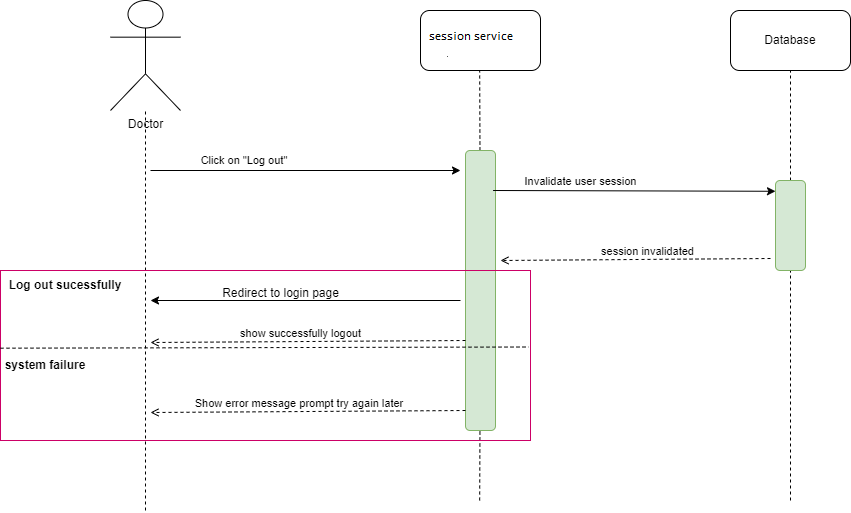 session service
Database
Doctor
Click on "Log out"
Invalidate user session
session invalidated
Log out sucessfully
Redirect to login page
show successfully logout
system failure
Show error message prompt try again later